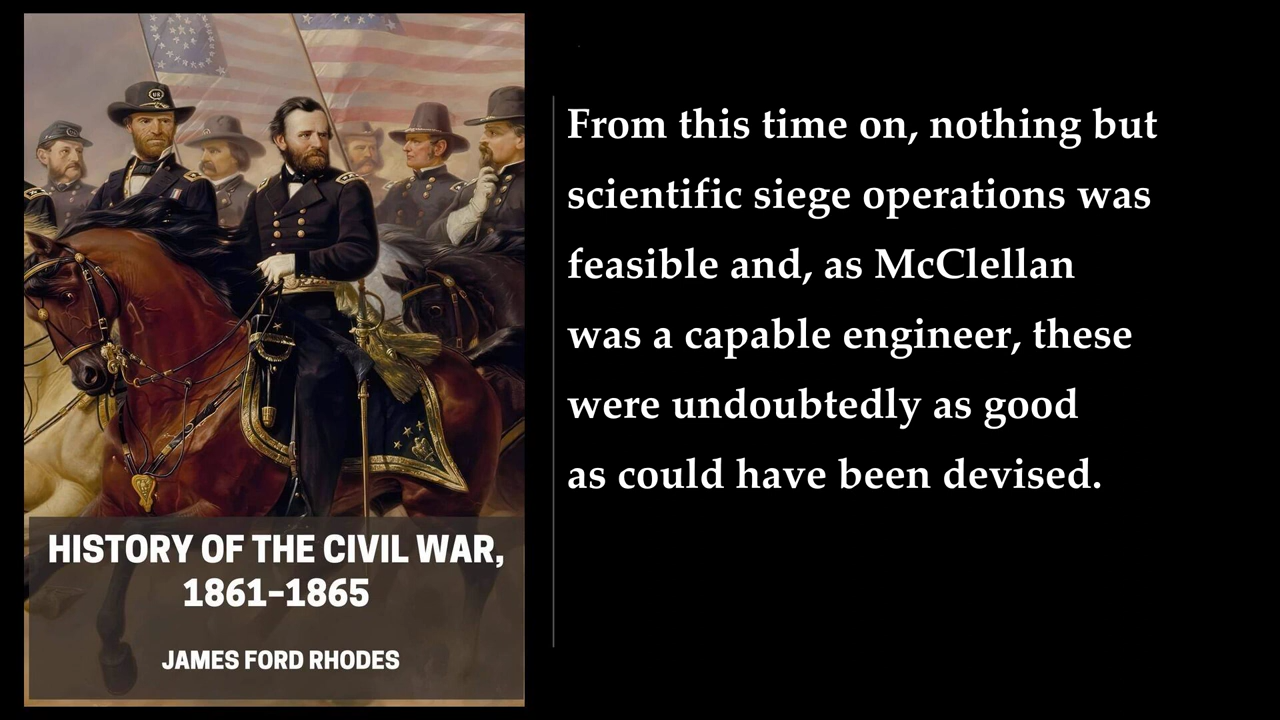 HISTORY OF THE CIVIL WAR,
1861–1865
JAMES FORD RHODES
From this time on, nothing but
scientific siege operations was
feasible and, as McClellan
was a capable engineer, these
were undoubtedly as good
as could have been devised.